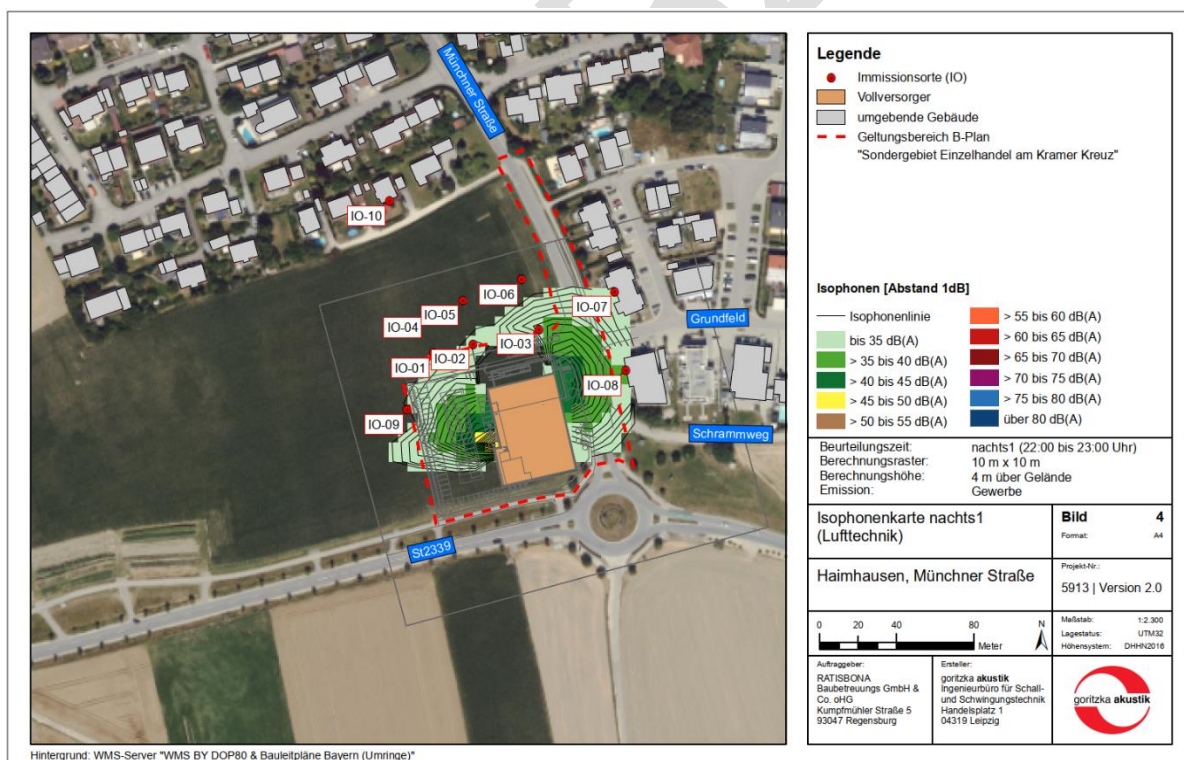 Münchner Straße
IO-10
IO-06
IO-05
IO-07
IO-04
Grundfeld
IO-03
IO-02
IO-01
IO-08
IO-09
Schrammweg
St2339
Legende
Immissionsorte (IO)
Vollversorger
umgebende Gebäude
Geltungsbereich B-Plan
"Sondergebiet Einzelhandel am Kramer Kreuz"
Isophonen [Abstand 1dB]
Isophonenlinie
bis 35 dB(A)
> 35 bis 40 dB(A)
> 40 bis 45 dB(A)
> 45 bis 50 dB(A)
> 50 bis 55 dB(A)
> 55 bis 60 dB(A)
> 60 bis 65 dB(A)
> 65 bis 70 dB(A)
> 70 bis 75 dB(A)
> 75 bis 80 dB(A)
über 80 dB(A)
Beurteilungszeit: nachts1 (22:00 bis 23:00 Uhr)
Berechnungsraster: 10 m x 10 m
Berechnungshöhe: 4 m über Gelände
Emission: Gewerbe
Isophonenkarte nachts1
(Lufttechnik)
Bild 4
Format: A4
Haimhausen, Münchner Straße
Projekt-Nr.:
5913 | Version 2.0
0 20 40 80
Meter
N
Maßstab: 1:2.300
Lagestatus: UTM32
Höhensystem: DHHN2016
Auftraggeber:
RATISBONA
Baubetreuungs GmbH &
Co. oHG
Kumpfmühler Straße 5
93047 Regensburg
Ersteller:
goritzka akustik
Ingenieurbüro für Schall-
und Schwingungstechnik
Handelsplatz 1
04319 Leipzig
goritzka akustik
Hintergrund: WMS-Server "WMS BY DOP80 & Bauleitpläne Bayern (Umringe)"